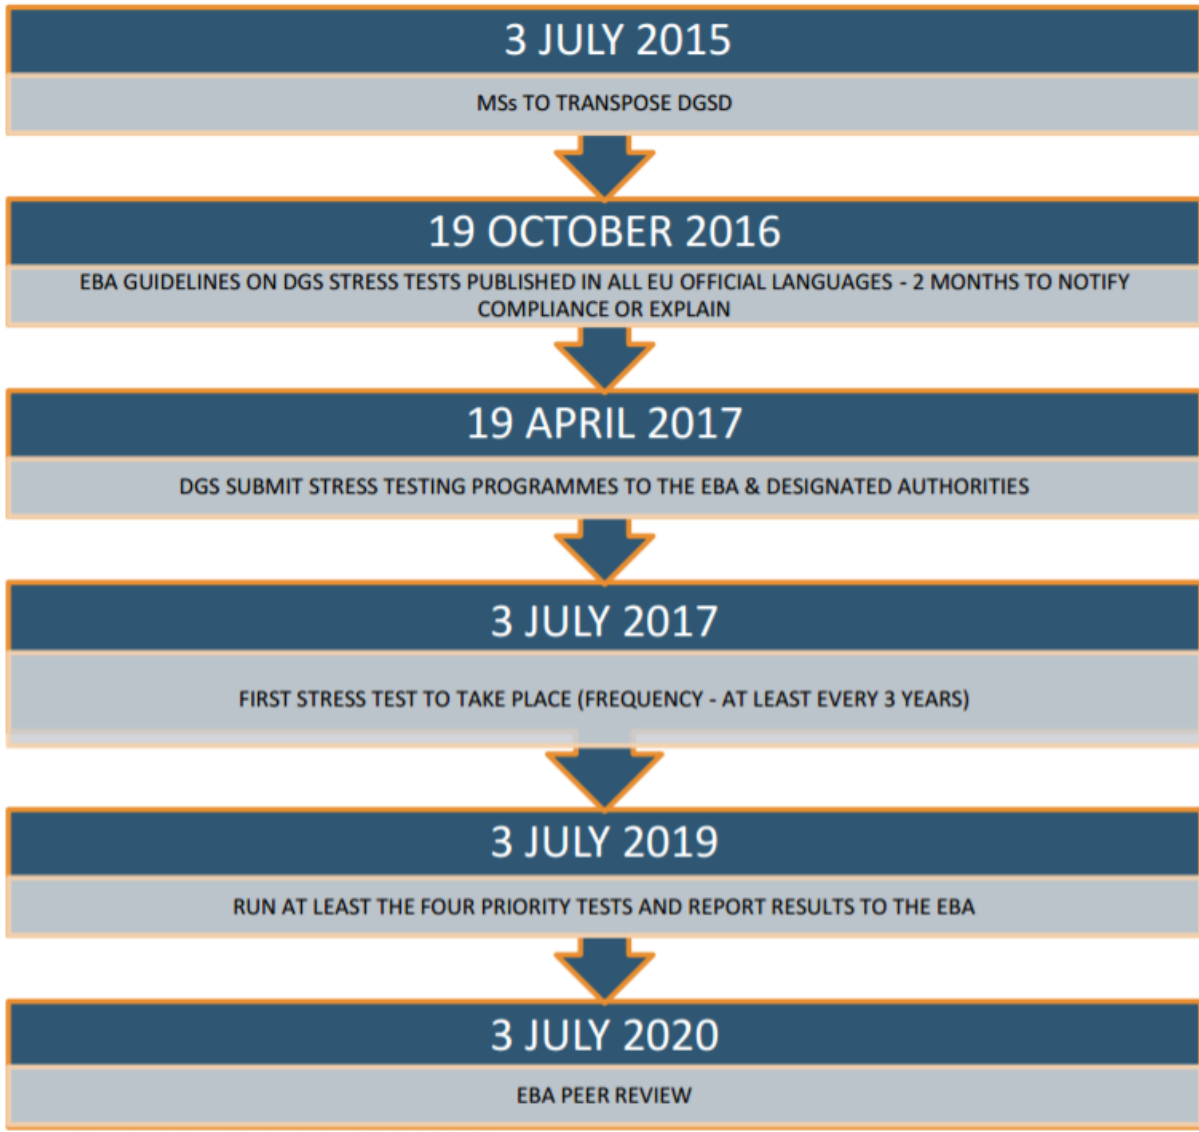 3 JULY 2015
MSs TO TRANSPOSE DGSD
19 OCTOBER 2016
EBA GUIDELINES ON DGS STRESS TESTS PUBLISHED IN ALL EU OFFICIAL LANGUAGES - 2 MONTHS TO NOTIFY
COMPLIANCE OR EXPLAIN
19 APRIL 2017
DGS SUBMIT STRESS TESTING PROGRAMMES TO THE EBA & DESIGNATED AUTHORITIES
3 JULY 2017
FIRST STRESS TEST TO TAKE PLACE (FREQUENCY - AT LEAST EVERY 3 YEARS)
3 JULY 2019
RUN AT LEAST THE FOUR PRIORITY TESTS AND REPORT RESULTS TO THE EBA
3 JULY 2020
EBA PEER REVIEW